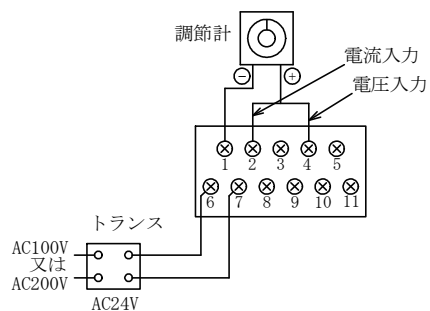 調節計
電流入力
電圧入力
− +
1 2 3 4 5
6 7 8 9 10 11
トランス
AC100V
又は
AC200V
AC24V